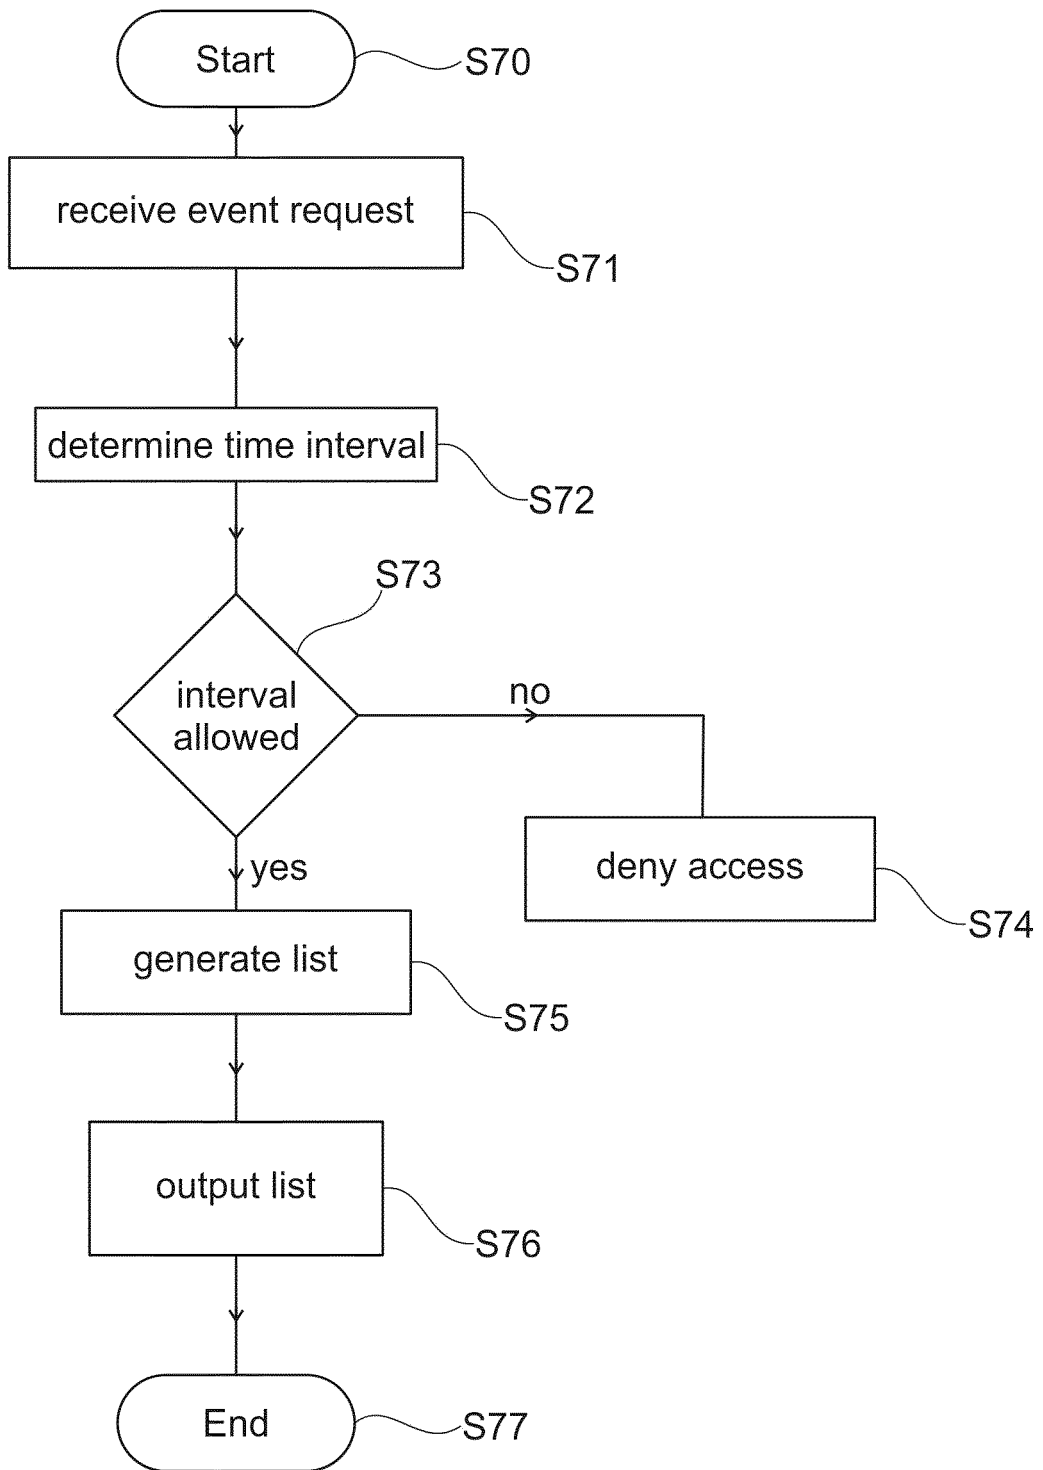 Start
S70
receive event request
S71
determine time interval
S72
S73
interval
allowed
no
yes
deny access
S74
generate list
S75
output list
S76
End
S77